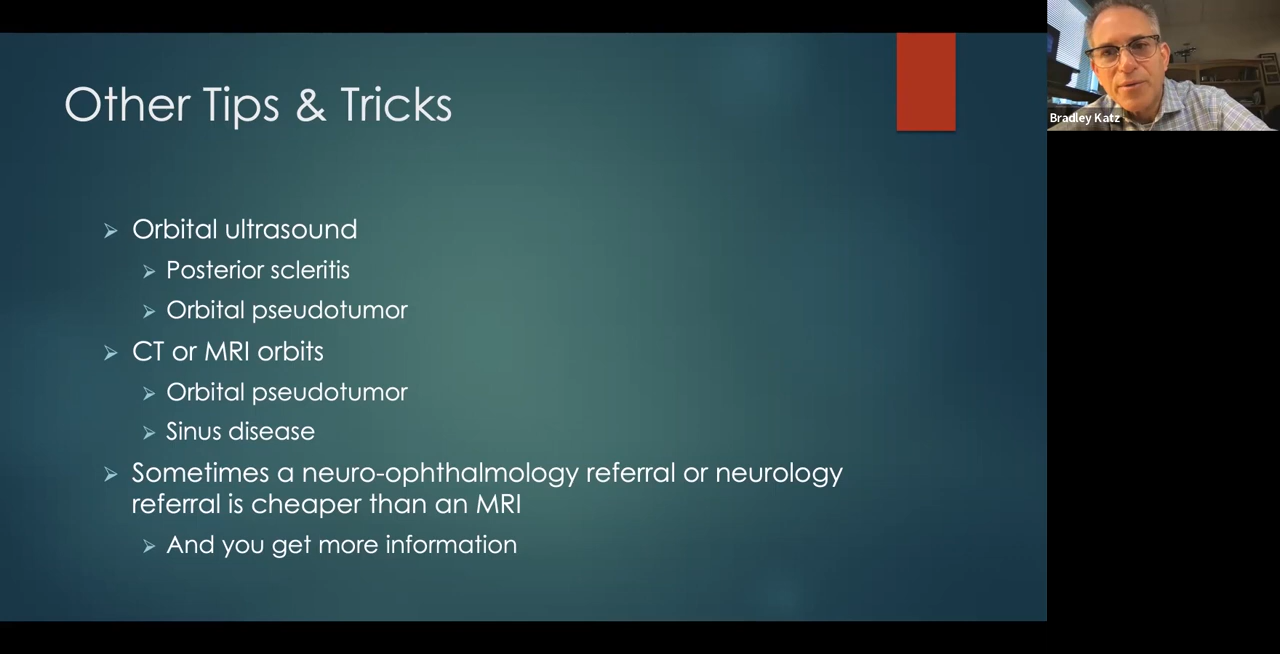 Other Tips & Tricks
Orbital ultrasound
Posterior scleritis
Orbital pseudotumor
CT or MRI orbits
Orbital pseudotumor
Sinus disease
Sometimes a neuro-ophthalmology referral or neurology
referral is cheaper than an MRI
And you get more information
Bradley Katz